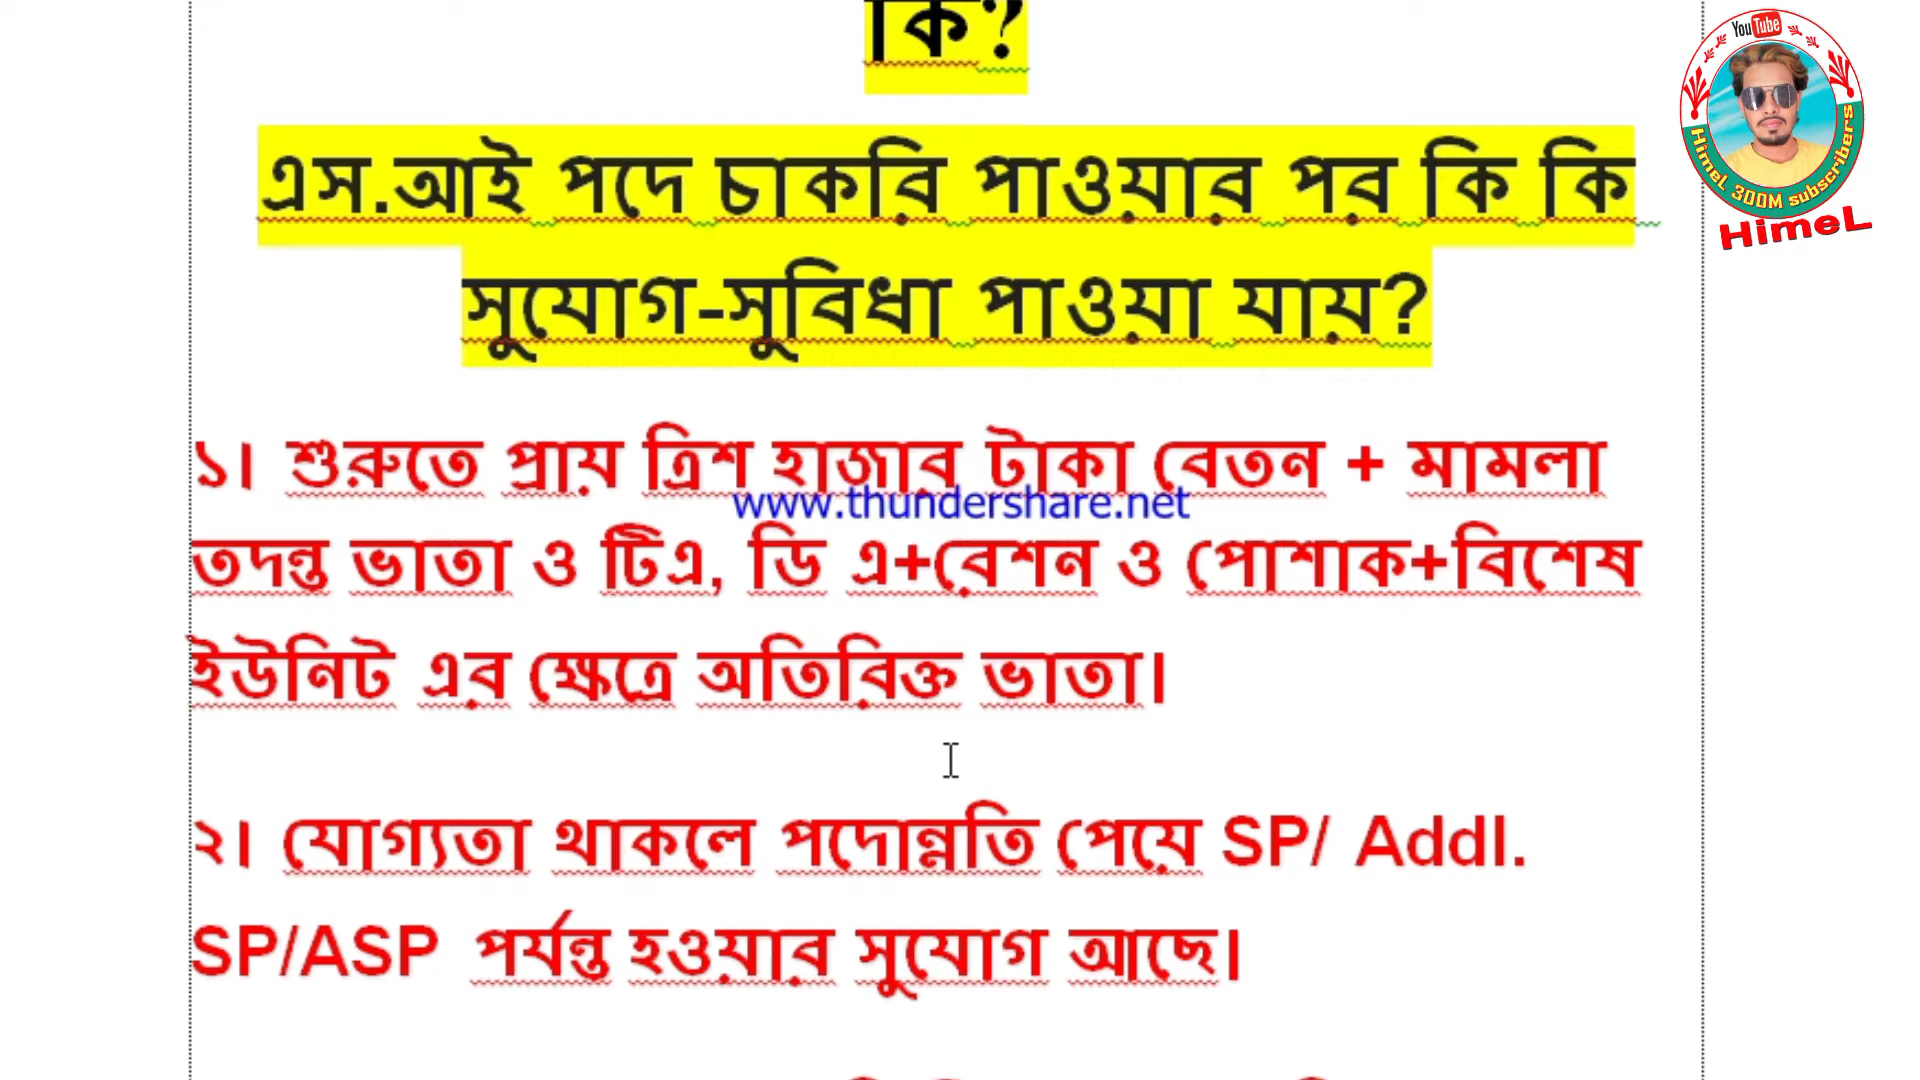 কি?
এস.আই পদে চাকরি পাওয়ার পর কি কি
সুযোগ-সুবিধা পাওয়া যায়?
১। শুরুতে প্রায় ত্রিশ হাজার টাকা বেতন + মামলা
www.thundershare.net
তদন্ত ভাতা ও টিএ, ডি এ+রেশন ও পোশাক+বিশেষ
ইউনিট এর ক্ষেত্রে অতিরিক্ত ভাতা।
২। যোগ্যতা থাকলে পদোন্নতি পেয়ে SP/ Addl.
SP/ASP পর্যন্ত হওয়ার সুযোগ আছে।
YouTube
HimeL 300M subscribers
HimeL